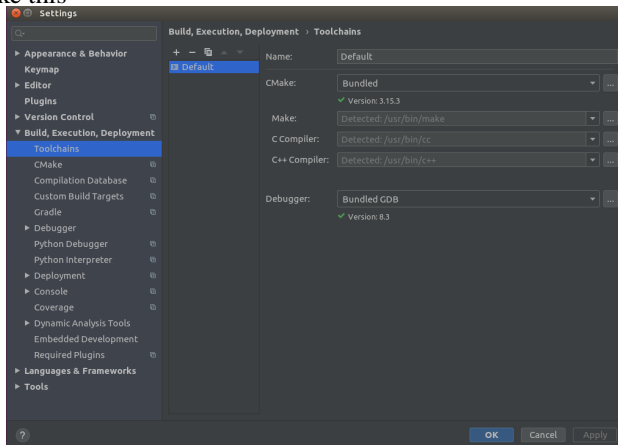 ke this
Settings
Build, Execution, Deployment › Toolchains
Appearance & Behavior
Keymap
Editor
Plugins
Version Control
Build, Execution, Deployment
Toolchains
CMake
Compilation Database
Custom Build Targets
Gradle
Debugger
Python Debugger
Python Interpreter
Deployment
Console
Coverage
Dynamic Analysis Tools
Embedded Development
Required Plugins
Languages & Frameworks
Tools
Default
Name: Default
CMake: Bundled
Version: 3.15.3
Make: Detected: /usr/bin/make
C Compiler: Detected: /usr/bin/cc
C++ Compiler: Detected: /usr/bin/c++
Debugger: Bundled GDB
Version: 8.3
? OK Cancel Apply